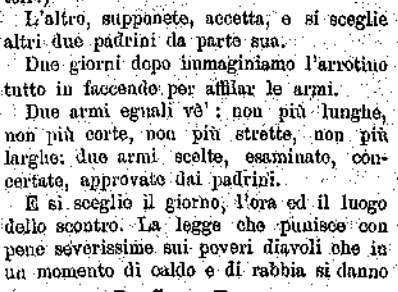 L'altro, supponete, accetta, e si sceglie
altri due padrini da parte sua.
Due giorni dopo immaginiamo l'arrotino
tutto in faccende per affilar le armi.
Due armi eguali ve' : non più lunghe,
non più corte, non più strette, non più
larghe: due armi scelte, esaminate, con-
certate, approvate dai padrini.
E si sceglie il giorno, l'ora ed il luogo
dello scontro. La legge che punisce con
pene severissime sui poveri diavoli che in
un momento di caldo e di rabbia si danno